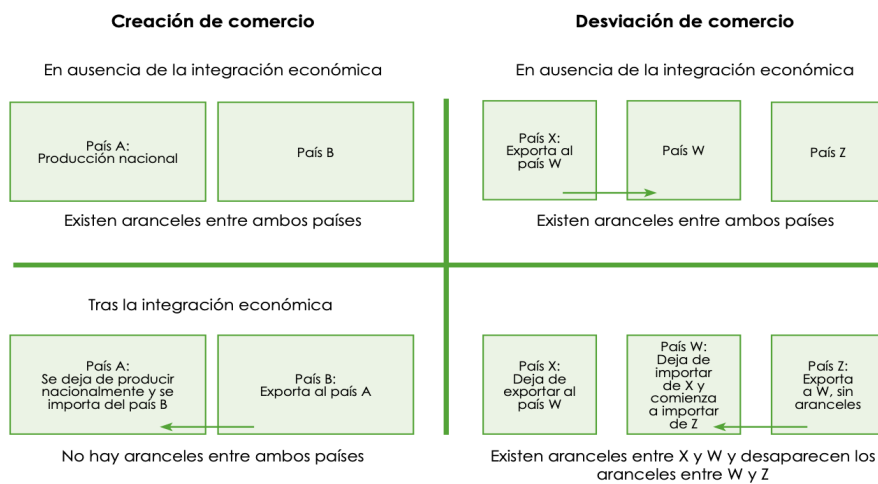 Creación de comercio
En ausencia de la integración económica
País A:
Producción nacional
País B
Existen aranceles entre ambos países
Desviación de comercio
En ausencia de la integración económica
País X:
Exporta al
país W
País W
País Z
Existen aranceles entre ambos países
Tras la integración económica
País A:
Se deja de producir
nacionalmente y se
importa del país B
País B:
Exporta al país A
No hay aranceles entre ambos países
País X:
Deja de
exportar al
país W
País W:
Deja de
importar
de X y
comienza
a importar
de Z
País Z:
Exporta
a W, sin
aranceles
Existen aranceles entre X y W y desaparecen los
aranceles entre W y Z